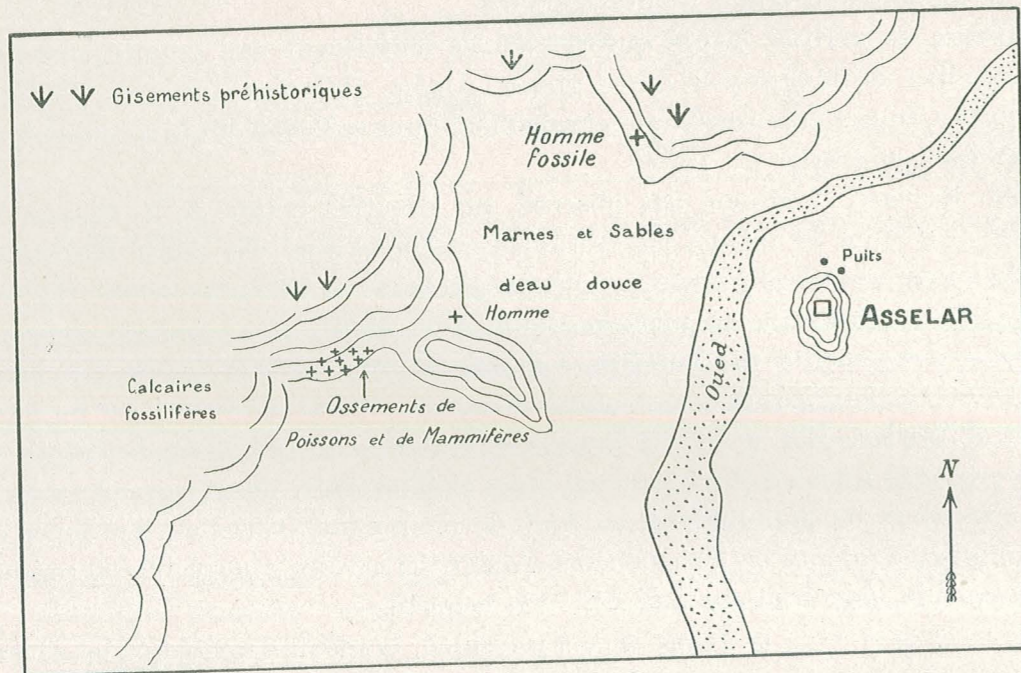 Gisements préhistoriques
Homme
fossile
Marnes et Sables
d'eau douce
Puits
Homme
ASSELAR
Oued
Calcaires
fossilifères
Ossements de
Poissons et de Mammifères
N